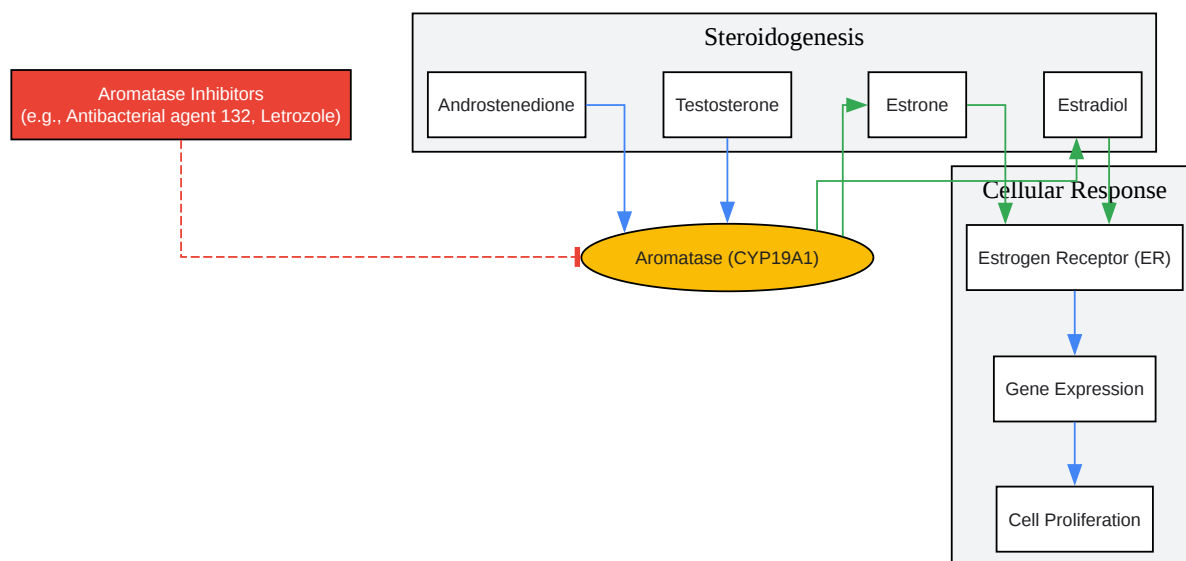 Steroidogenesis
Aromatase Inhibitors
(e.g., Antibacterial agent 132, Letrozole)
Androstenedione
Testosterone
Estrone
Estradiol
Cellular Response
Aromatase (CYP19A1)
Estrogen Receptor (ER)
Gene Expression
Cell Proliferation